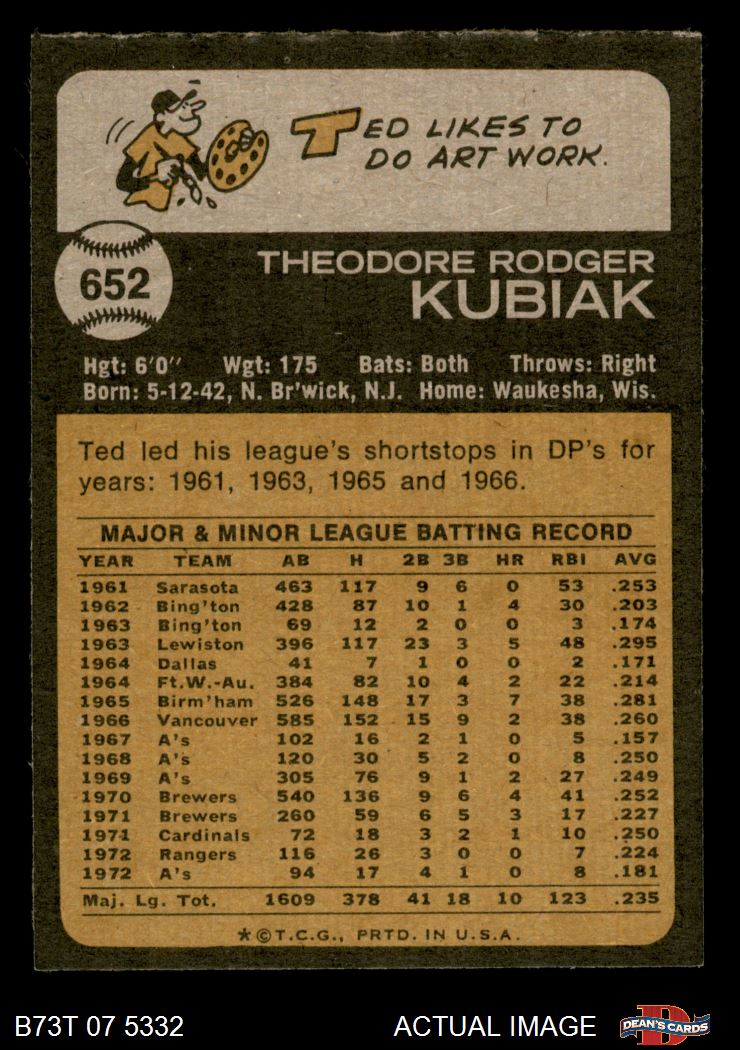 TED LIKES TO
DO ART WORK.
652
THEODORE RODGER
KUBIAK
Hgt: 6'0" Wgt: 175 Bats: Both Throws: Right
Born: 5-12-42, N. Br'wick, N.J. Home: Waukesha, Wis.
Ted led his league's shortstops in DP's for
years: 1961, 1963, 1965 and 1966.
MAJOR & MINOR LEAGUE BATTING RECORD
YEAR TEAM AB H 2B 3B HR RBI AVG
1961 Sarasota 463 117 9 6 0 53 .253
1962 Bing'ton 428 87 10 1 4 30 .203
1963 Bing'ton 69 12 2 0 0 3 .174
1963 Lewiston 396 117 23 3 5 48 .295
1964 Dallas 41 7 1 0 0 2 .171
1964 Ft.W.-Au. 384 82 10 4 2 22 .214
1965 Birm'ham 526 148 17 3 7 38 .281
1966 Vancouver 585 152 15 9 2 38 .260
1967 A's 102 16 2 1 0 5 .157
1968 A's 120 30 5 2 0 8 .250
1969 A's 305 76 9 1 2 27 .249
1970 Brewers 540 136 9 6 4 41 .252
1971 Brewers 260 59 6 5 3 17 .227
1971 Cardinals 72 18 3 2 1 10 .250
1972 Rangers 116 26 3 0 0 7 .224
1972 A's 94 17 4 1 0 8 .181
Maj. Lg. Tot. 1609 378 41 18 10 123 .235
*©T.C.G., PRTD. IN U.S.A.
B73T 07 5332 ACTUAL IMAGE D DEAN'S CARDS